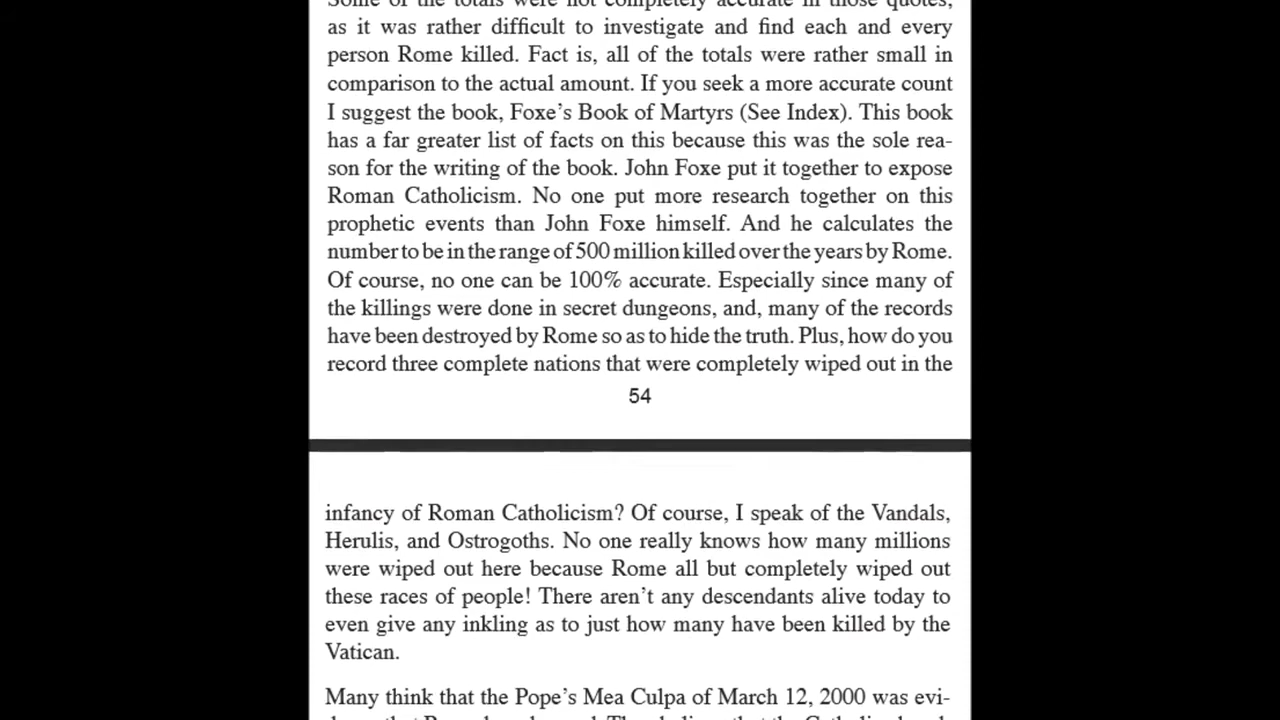 Some of the totals were not completely accurate in those quotes,
as it was rather difficult to investigate and find each and every
person Rome killed. Fact is, all of the totals were rather small in
comparison to the actual amount. If you seek a more accurate count
I suggest the book, Foxe’s Book of Martyrs (See Index). This book
has a far greater list of facts on this because this was the sole rea-
son for the writing of the book. John Foxe put it together to expose
Roman Catholicism. No one put more research together on this
prophetic events than John Foxe himself. And he calculates the
number to be in the range of 500 million killed over the years by Rome.
Of course, no one can be 100% accurate. Especially since many of
the killings were done in secret dungeons, and, many of the records
have been destroyed by Rome so as to hide the truth. Plus, how do you
record three complete nations that were completely wiped out in the
54
infancy of Roman Catholicism? Of course, I speak of the Vandals,
Herulis, and Ostrogoths. No one really knows how many millions
were wiped out here because Rome all but completely wiped out
these races of people! There aren’t any descendants alive today to
even give any inkling as to just how many have been killed by the
Vatican.
Many think that the Pope’s Mea Culpa of March 12, 2000 was evi-